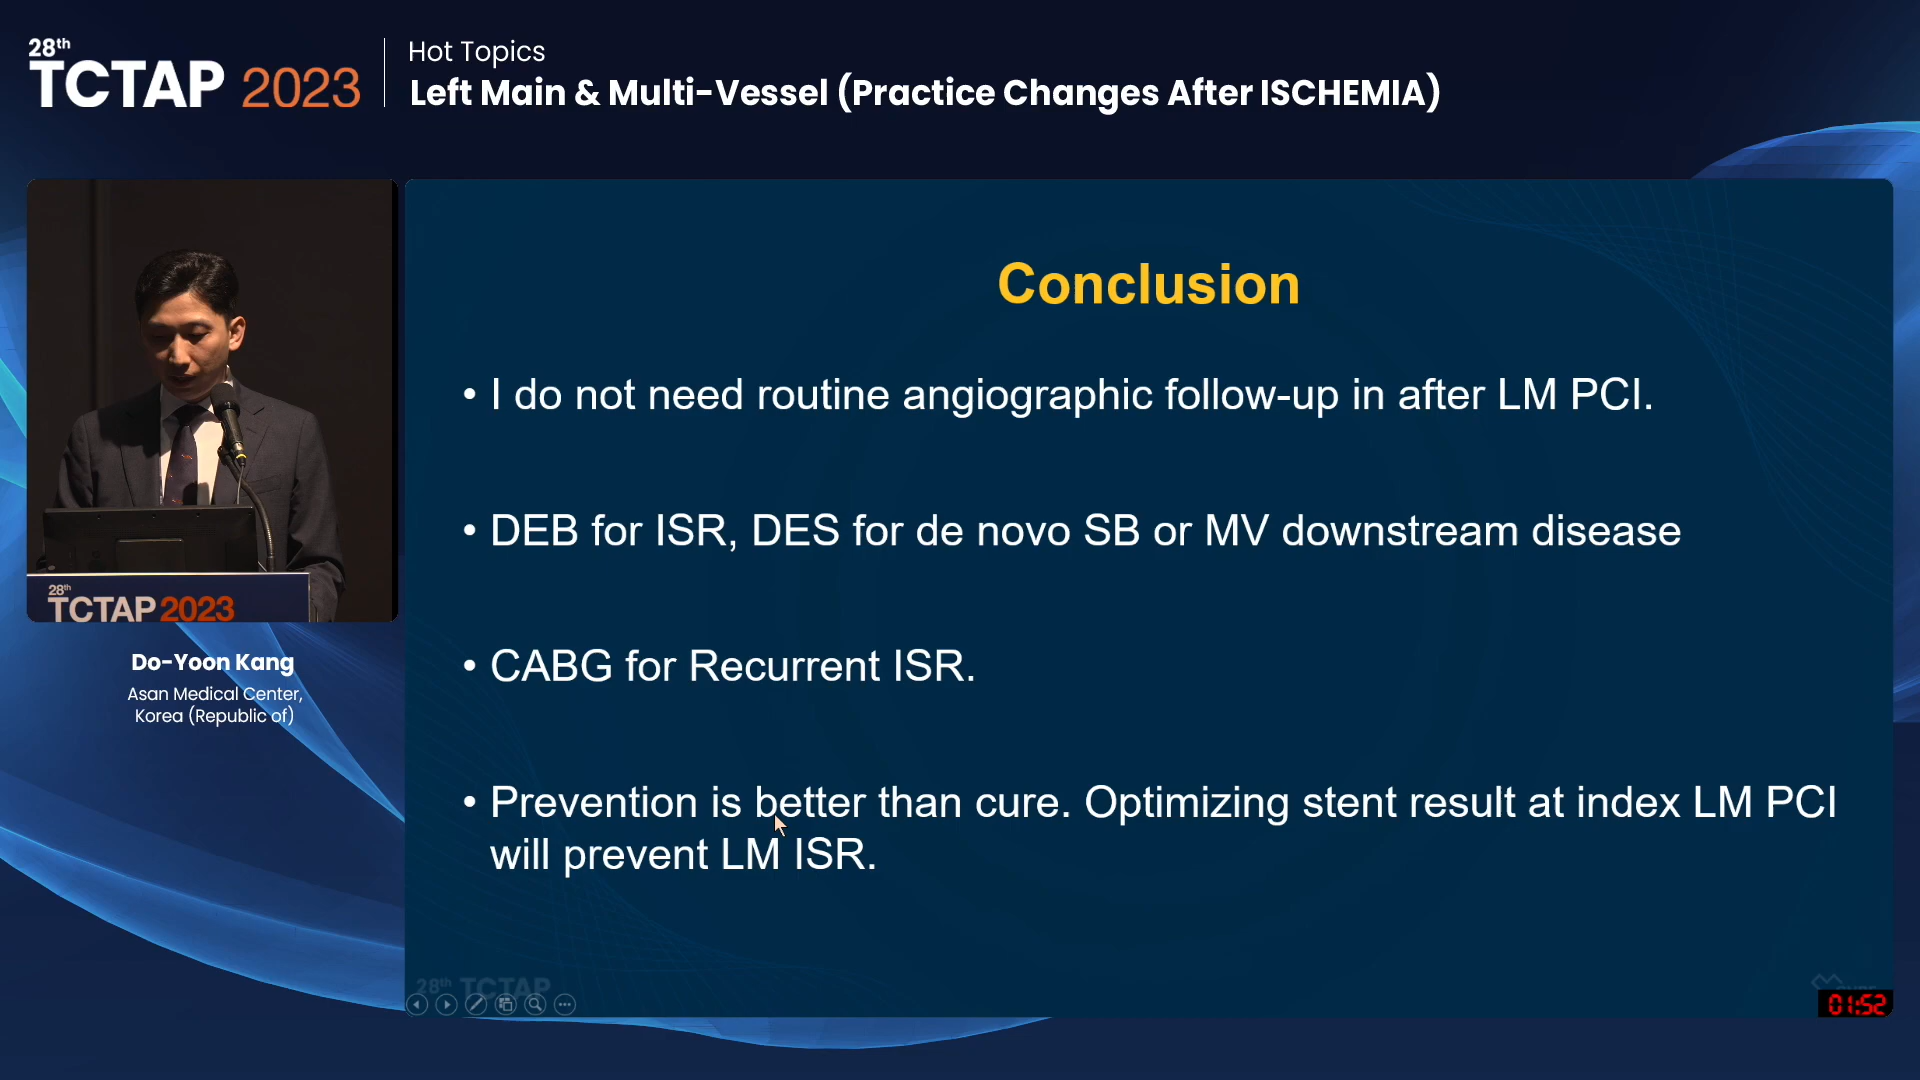 28th
TCTAP 2023
Hot Topics
Left Main & Multi-Vessel (Practice Changes After ISCHEMIA)
28th
TCTAP 2023
Do-Yoon Kang
Asan Medical Center,
Korea (Republic of)
Conclusion
• I do not need routine angiographic follow-up in after LM PCI.
• DEB for ISR, DES for de novo SB or MV downstream disease
• CABG for Recurrent ISR.
• Prevention is better than cure. Optimizing stent result at index LM PCI
will prevent LM ISR.
28th TCTAP
01:52